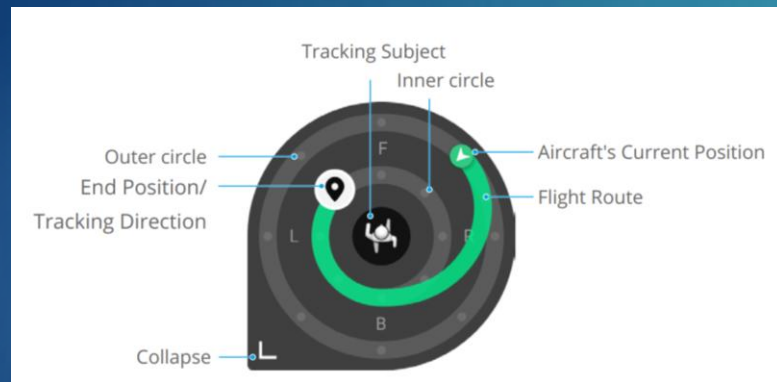 Tracking Subject
Inner circle
Outer circle
Aircraft's Current Position
End Position/
Tracking Direction
Flight Route
Collapse
F
L
R
B